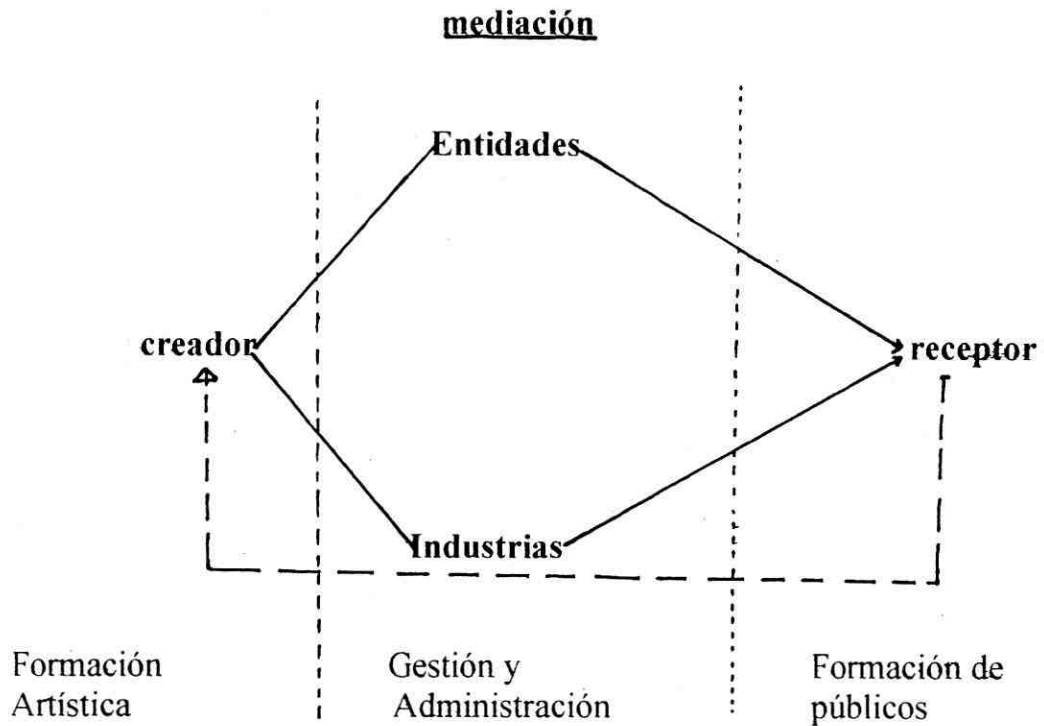 mediación
Entidades
creador
receptor
Industrias
Formación
Artística
Gestión y
Administración
Formación de
públicos